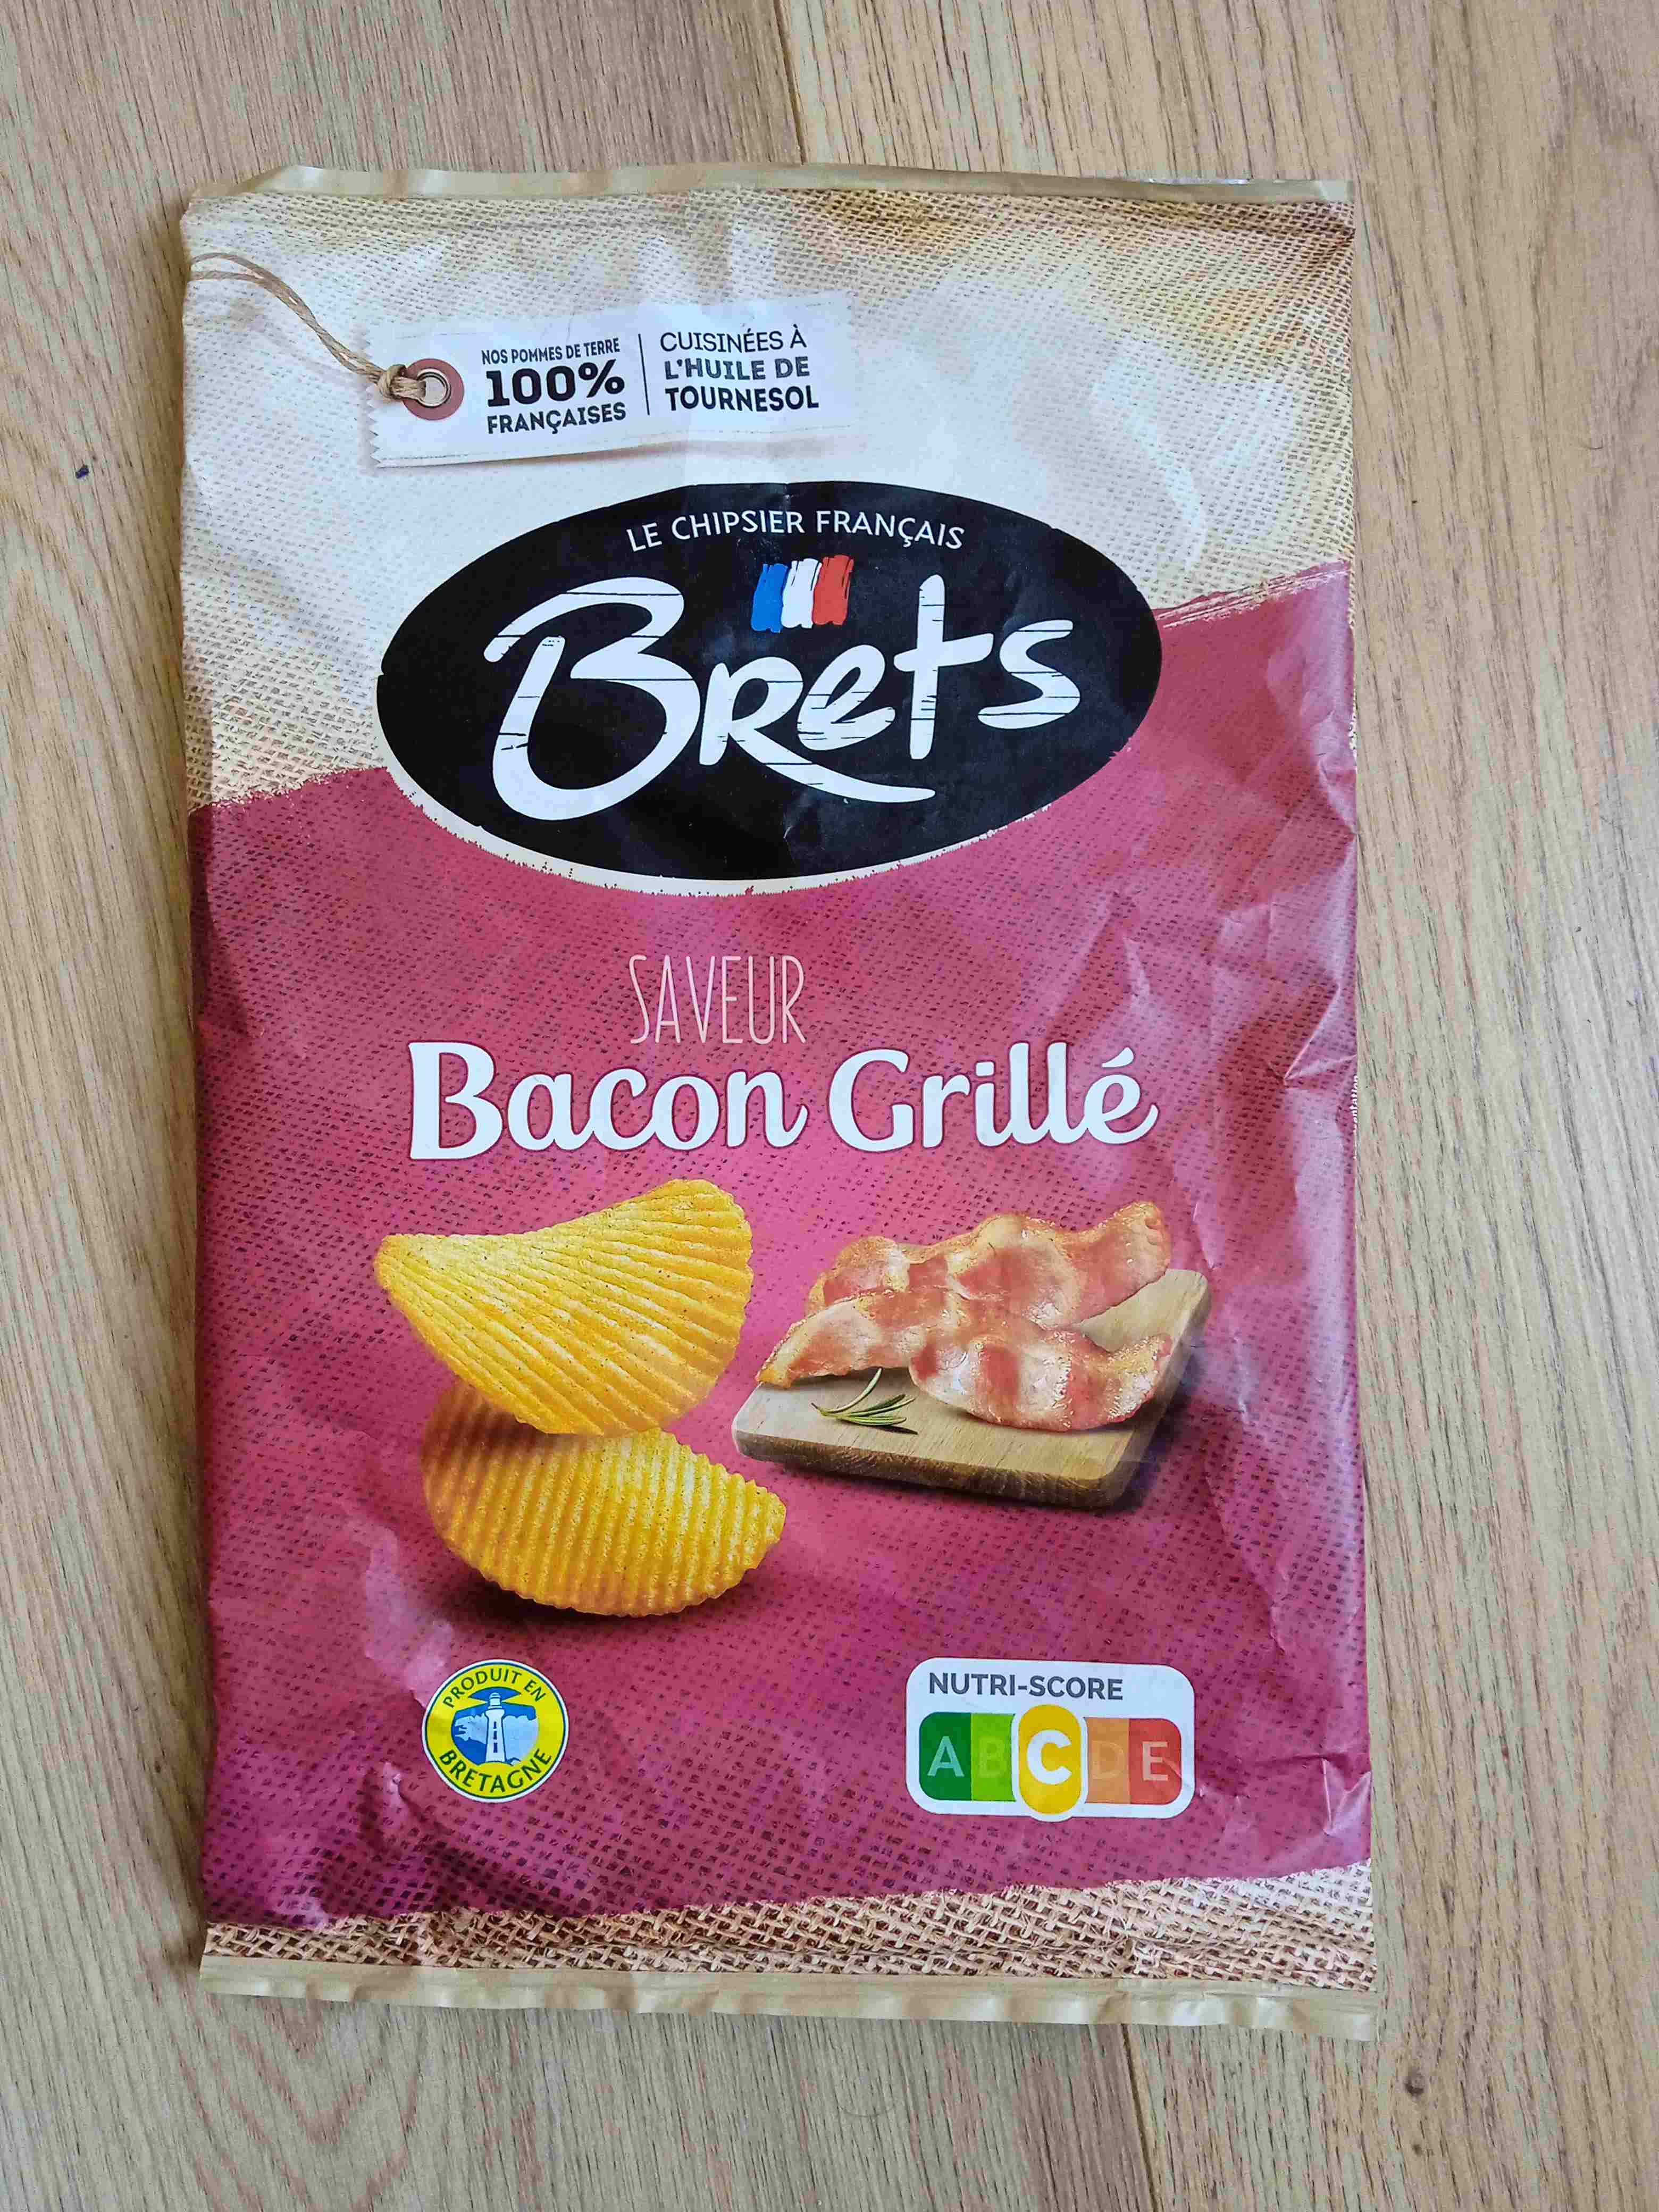 NOS POMMES DE TERRE
100%
FRANÇAISES
CUISINÉES À
L'HUILE DE
TOURNESOL
LE CHIPSIER FRANÇAIS
Brets
SAVEUR
Bacon Grillé
PRODUIT EN
BRETAGNE
NUTRI-SCORE
A B C D E